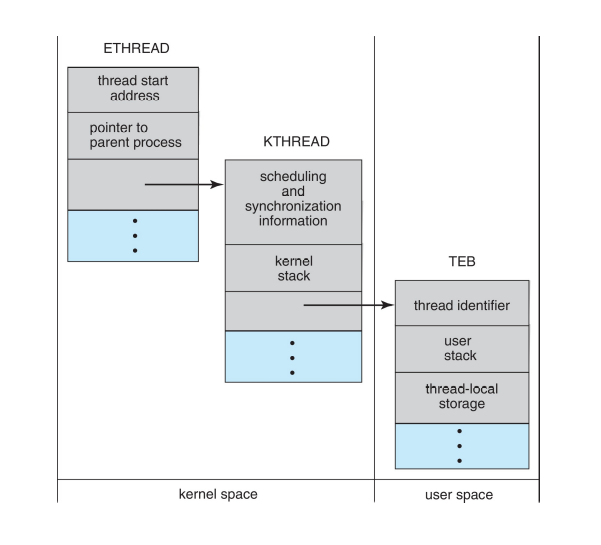 ETHREAD
thread start
address
pointer to
parent process
KTHREAD
scheduling
and
synchronization
information
kernel
stack
TEB
thread identifier
user
stack
thread-local
storage
kernel space
user space